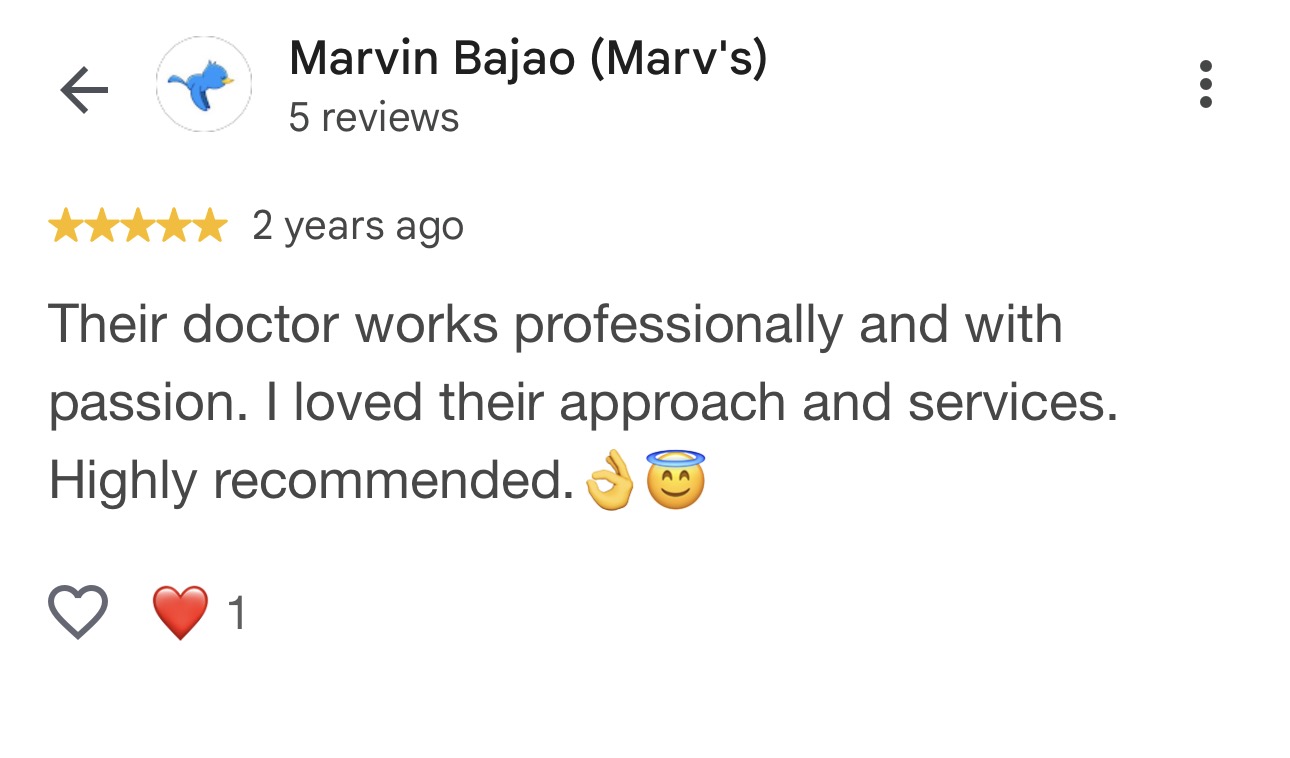 Marvin Bajao (Marv's)
5 reviews
2 years ago
Their doctor works professionally and with
passion. I loved their approach and services.
Highly recommended.👌😇
❤️ 1